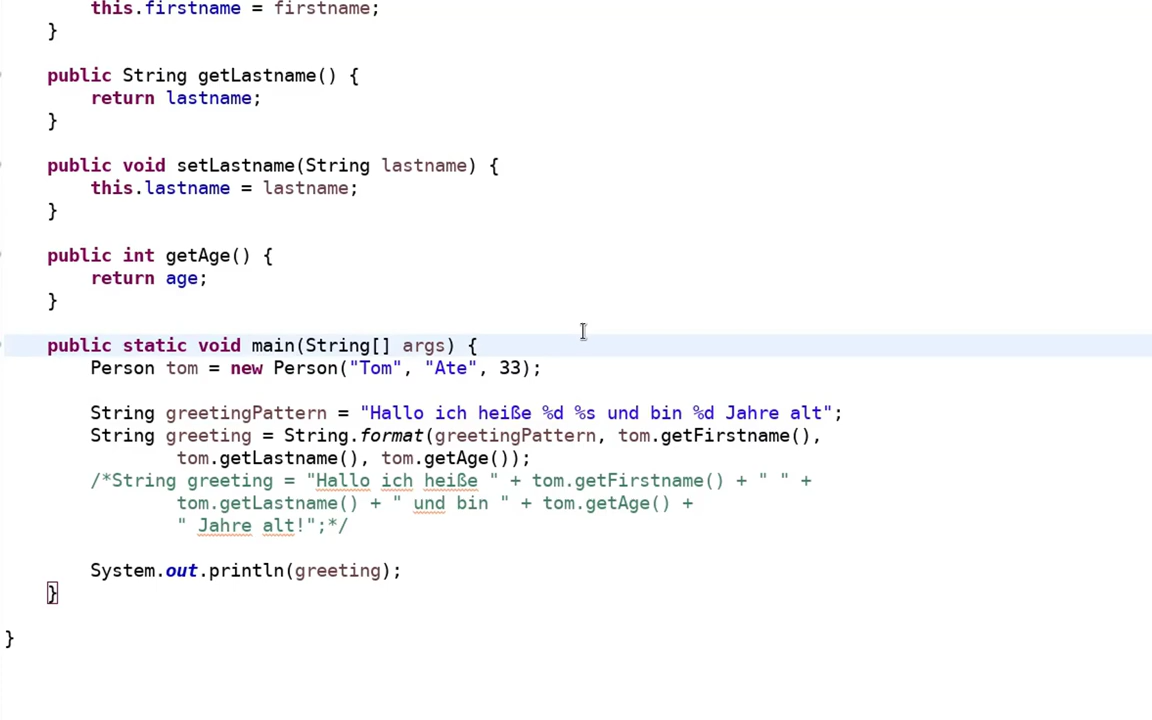 this.firstname = firstname;
}
public String getLastname() {
return lastname;
}
public void setLastname(String lastname) {
this.lastname = lastname;
}
public int getAge() {
return age;
}
public static void main(String[] args) {
Person tom = new Person("Tom", "Ate", 33);
String greetingPattern = "Hallo ich heiße %d %s und bin %d Jahre alt";
String greeting = String.format(greetingPattern, tom.getFirstname(),
tom.getLastname(), tom.getAge());
/*String greeting = "Hallo ich heiße " + tom.getFirstname() + " " +
tom.getLastname() + " und bin " + tom.getAge() +
" Jahre alt!";*/
System.out.println(greeting);
}
}